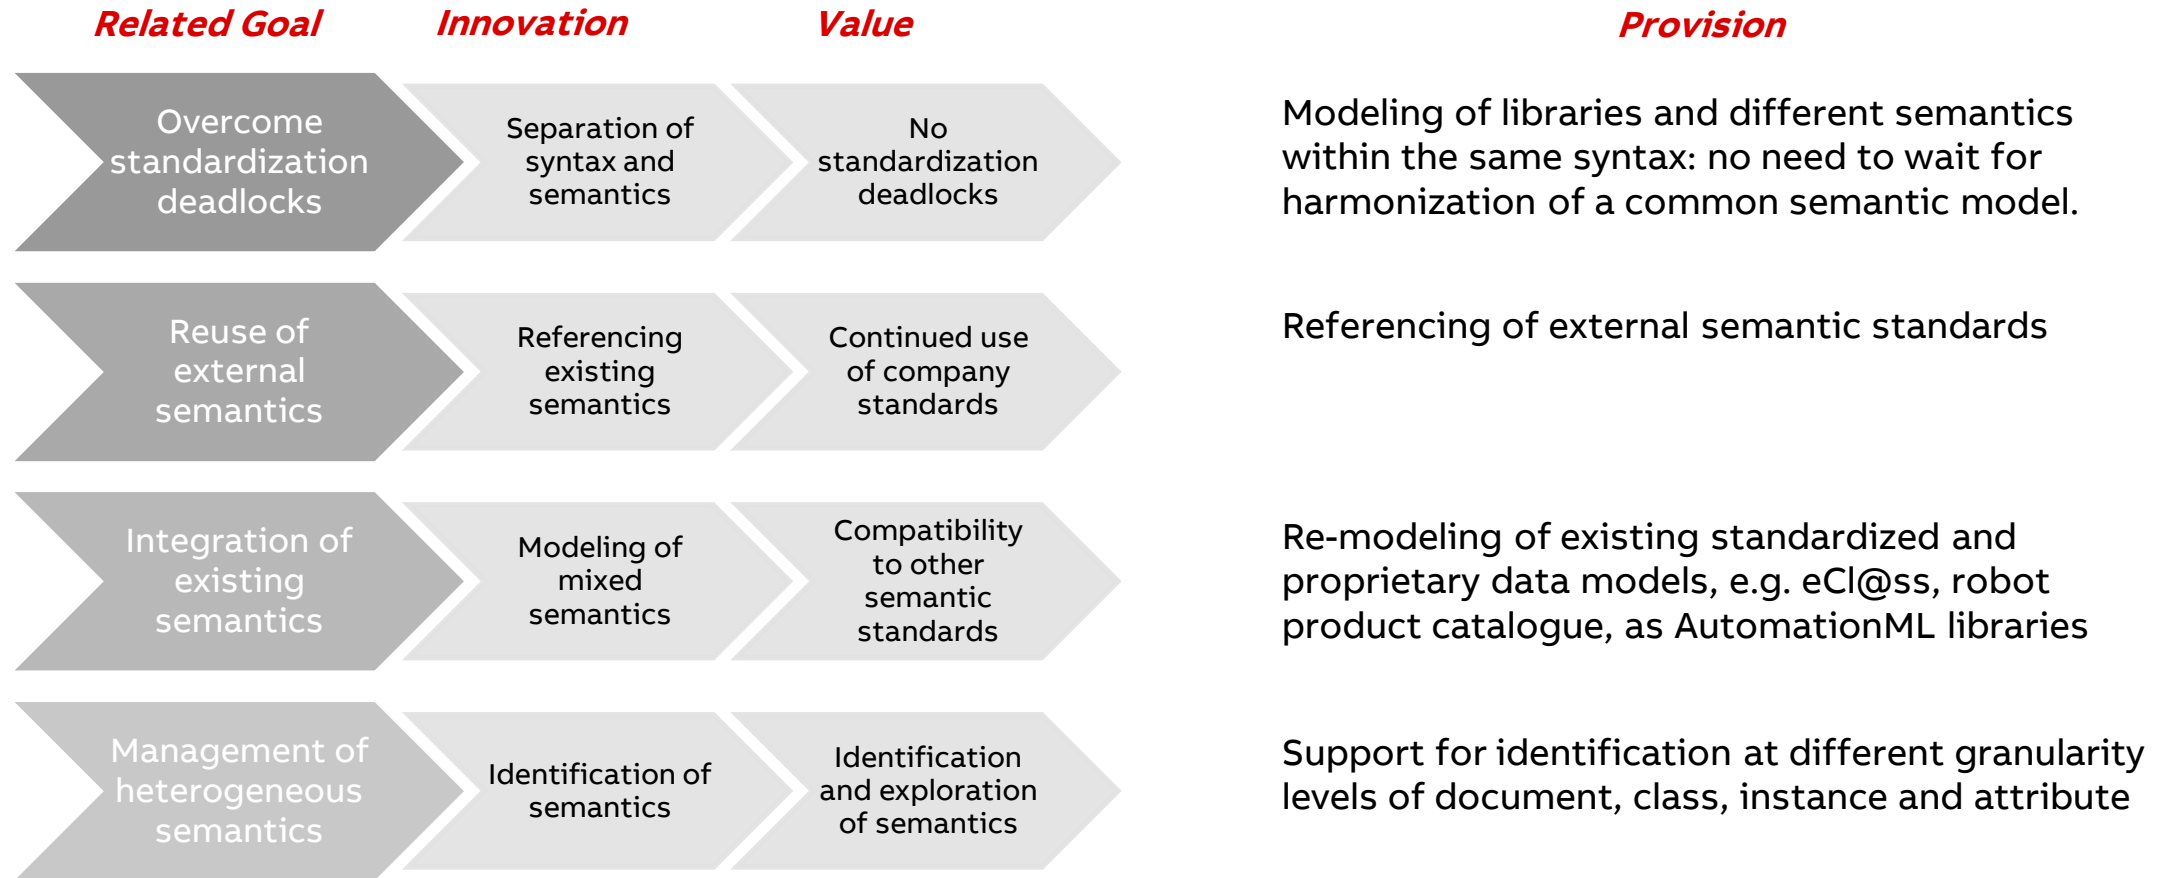 Related Goal
Innovation
Value
Provision
Overcome
standardization
deadlocks
Separation of
syntax and
semantics
No
standardization
deadlocks
Modeling of libraries and different semantics
within the same syntax: no need to wait for
harmonization of a common semantic model.
Reuse of
external
semantics
Referencing
existing
semantics
Continued use
of company
standards
Referencing of external semantic standards
Integration of
existing
semantics
Modeling of
mixed
semantics
Compatibility
to other
semantic
standards
Re-modeling of existing standardized and
proprietary data models, e.g. eCl@ss, robot
product catalogue, as AutomationML libraries
Management of
heterogeneous
semantics
Identification of
semantics
Identification
and exploration
of semantics
Support for identification at different granularity
levels of document, class, instance and attribute